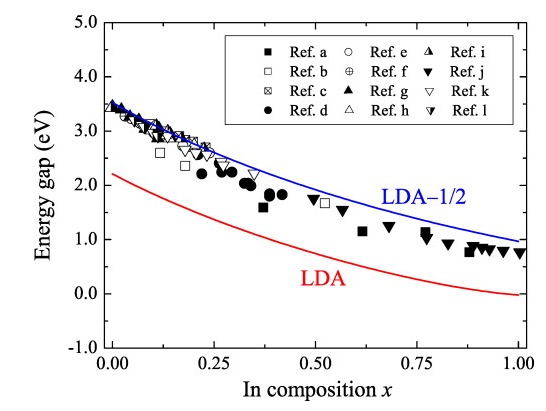 5.0
4.0
3.0
2.0
1.0
0.0
-1.0
Energy gap (eV)
Ref. a Ref. e Ref. i
Ref. b Ref. f Ref. j
Ref. c Ref. g Ref. k
Ref. d Ref. h Ref. l
LDA–1/2
LDA
0.00 0.25 0.50 0.75 1.00
In composition x